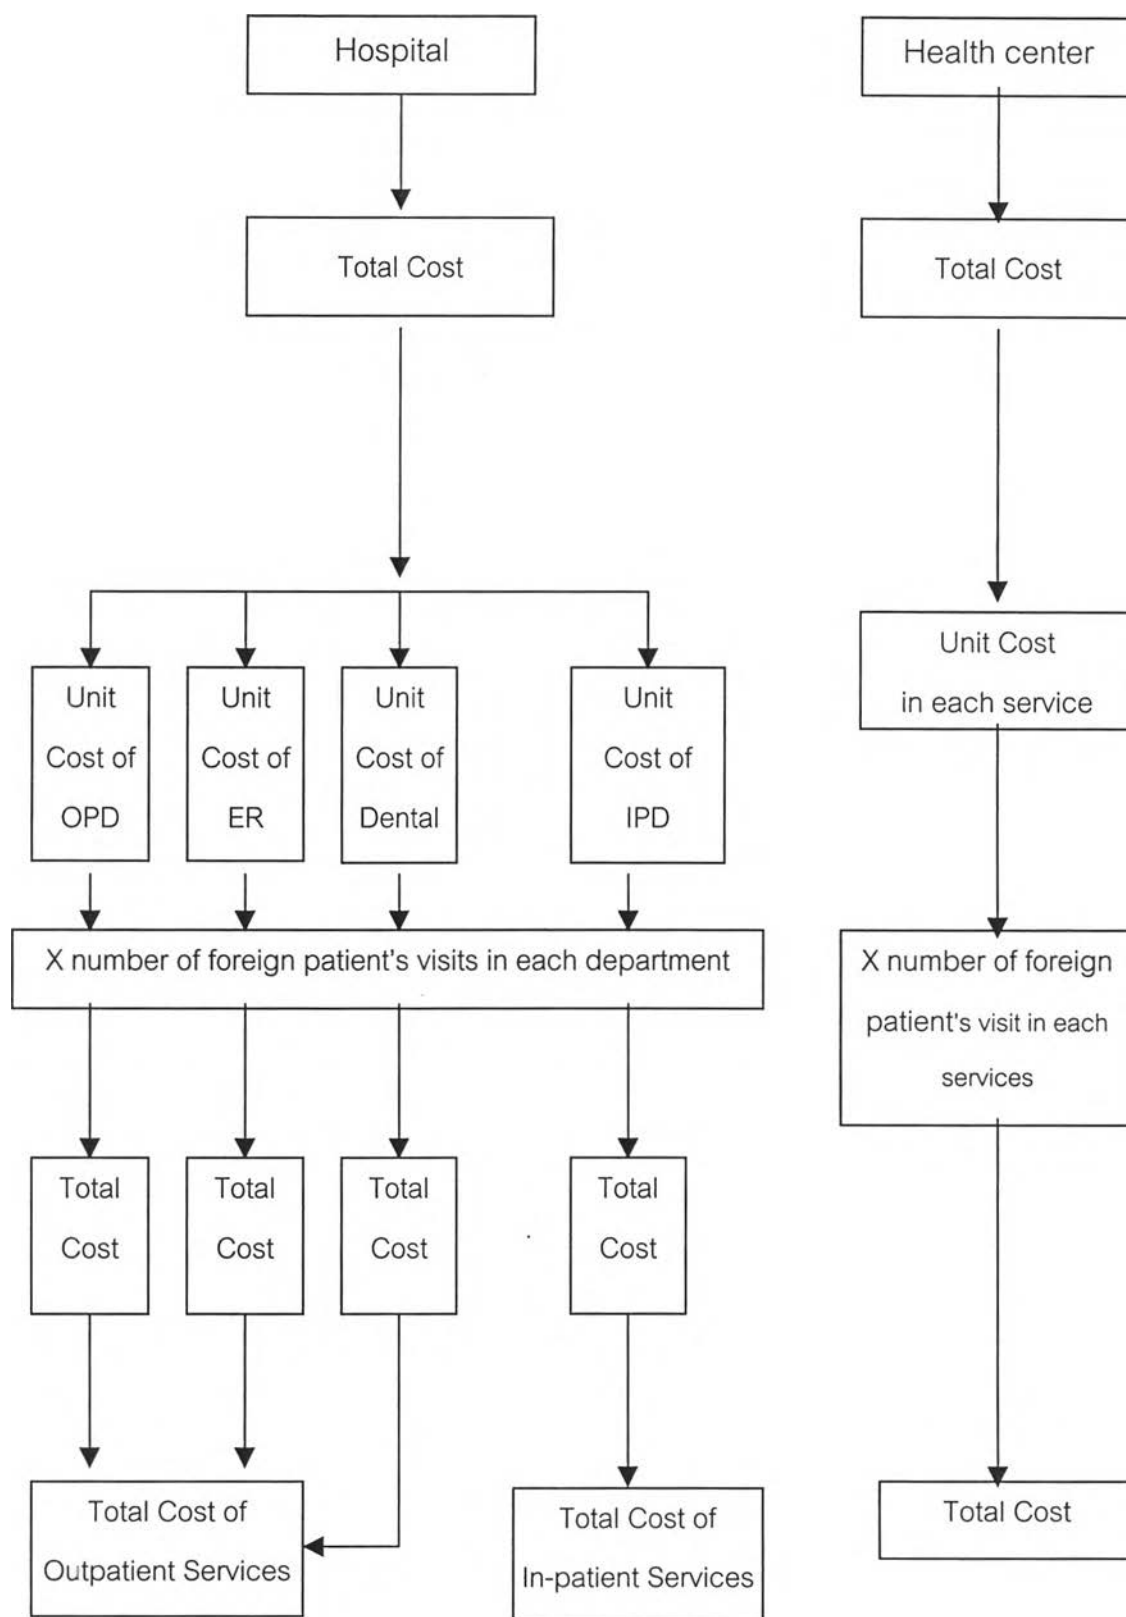 Hospital
Health center
Total Cost
Total Cost
Unit
Cost of
OPD
Unit
Cost of
ER
Unit
Cost of
Dental
Unit
Cost of
IPD
Unit Cost
in each service
X number of foreign patient's visits in each department
X number of foreign
patient's visit in each
services
Total
Cost
Total
Cost
Total
Cost
Total
Cost
Total Cost of
Outpatient Services
Total Cost of
In-patient Services
Total Cost